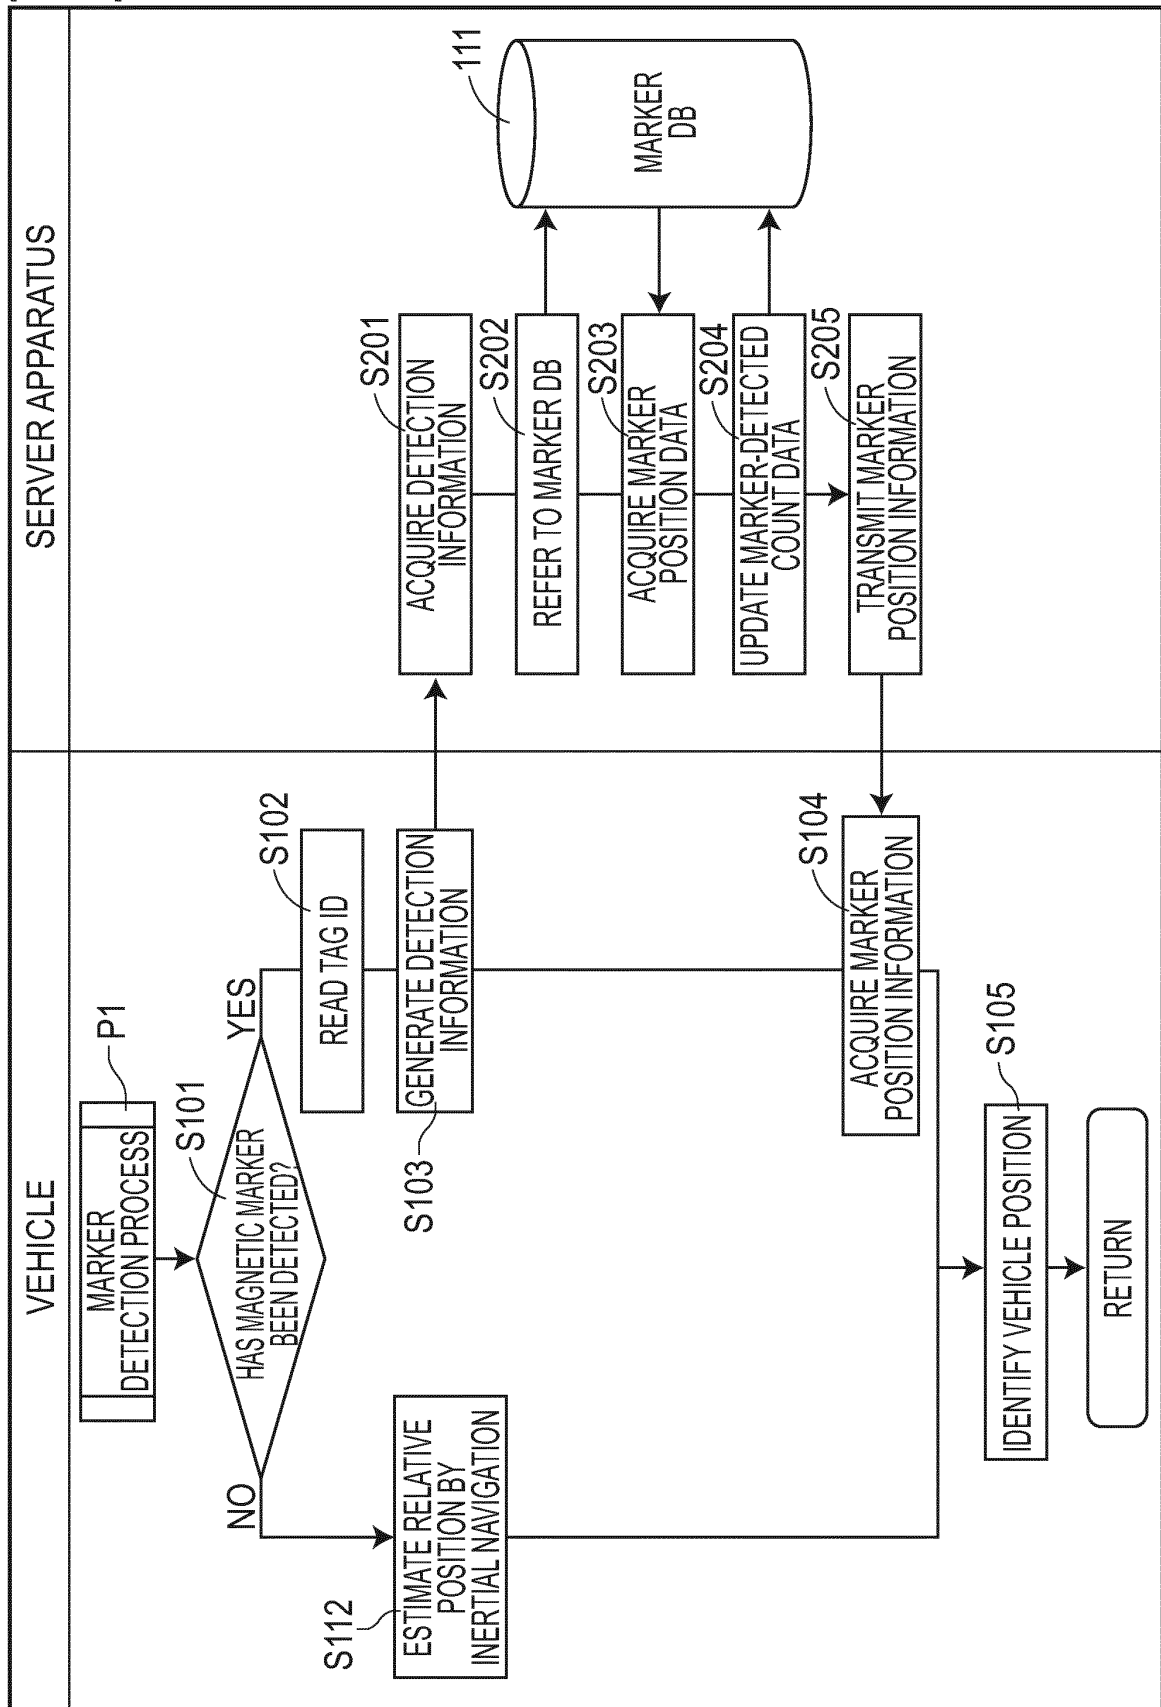 VEHICLE
SERVER APPARATUS
MARKER
DETECTION PROCESS
P1
S101
HAS MAGNETIC MARKER
BEEN DETECTED?
NO
YES
S102
READ TAG ID
S103
GENERATE DETECTION
INFORMATION
S112
ESTIMATE RELATIVE
POSITION BY
INERTIAL NAVIGATION
S201
ACQUIRE DETECTION
INFORMATION
S202
REFER TO MARKER DB
S203
ACQUIRE MARKER
POSITION DATA
S204
UPDATE MARKER-DETECTED
COUNT DATA
S205
TRANSMIT MARKER
POSITION INFORMATION
111
MARKER
DB
S104
ACQUIRE MARKER
POSITION INFORMATION
S105
IDENTIFY VEHICLE POSITION
RETURN